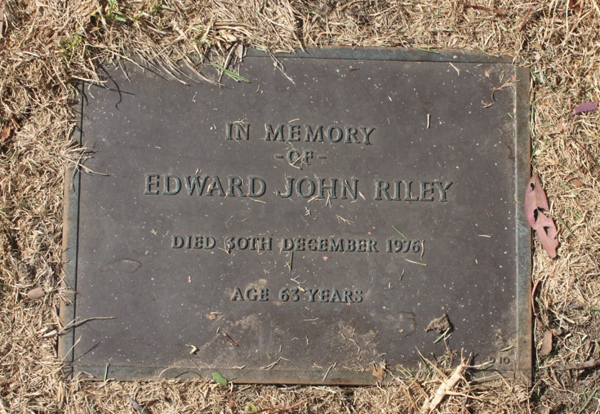 IN MEMORY
-OF-
EDWARD JOHN RILEY
DIED 30TH DECEMBER 1976
AGE 63 YEARS